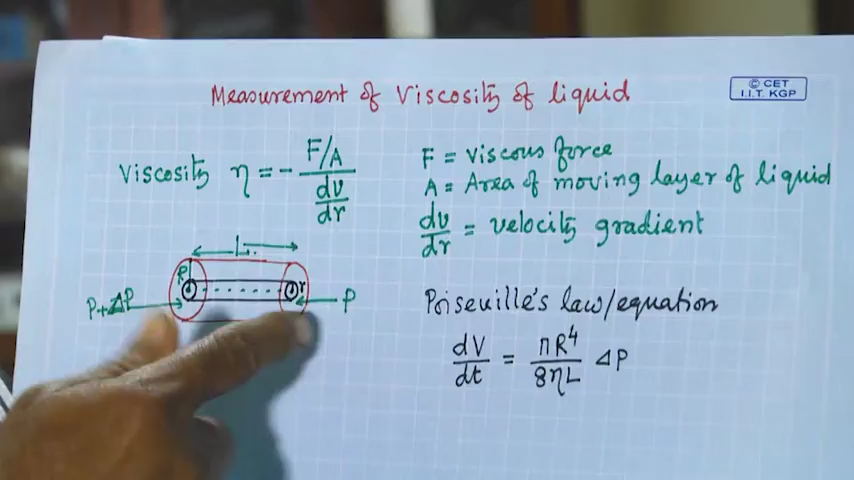 Measurement of Viscosity of liquid
© CET
I.I.T. KGP
Viscosity η = - F/A / dv/dr
F = Viscous force
A = Area of moving layer of liquid
dv/dr = velocity gradient
L
R
r
P+ΔP
P
Poiseuille's law/equation
dV/dt = πR⁴/8ηL ΔP